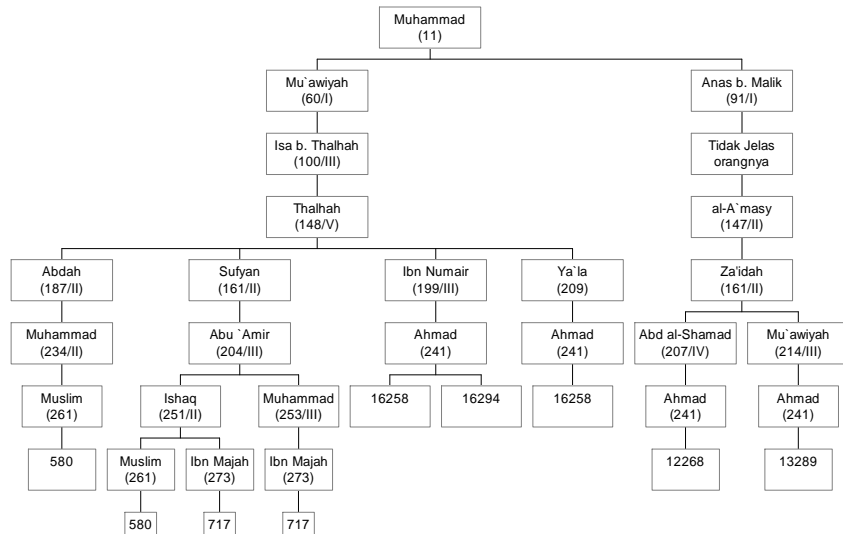 Muhammad
(11)
Mu`awiyah
(60/I)
Anas b. Malik
(91/I)
Isa b. Thalhah
(100/III)
Tidak Jelas
orangnya
Thalhah
(148/V)
al-A`masy
(147/II)
Abdah
(187/II)
Sufyan
(161/II)
Ibn Numair
(199/III)
Ya`la
(209)
Za'idah
(161/II)
Muhammad
(234/II)
Abu `Amir
(204/III)
Ahmad
(241)
Ahmad
(241)
Abd al-Shamad
(207/IV)
Mu`awiyah
(214/III)
Muslim
(261)
Ishaq
(251/II)
Muhammad
(253/III)
16258
16294
16258
Ahmad
(241)
Ahmad
(241)
580
Muslim
(261)
Ibn Majah
(273)
Ibn Majah
(273)
12268
13289
580
717
717